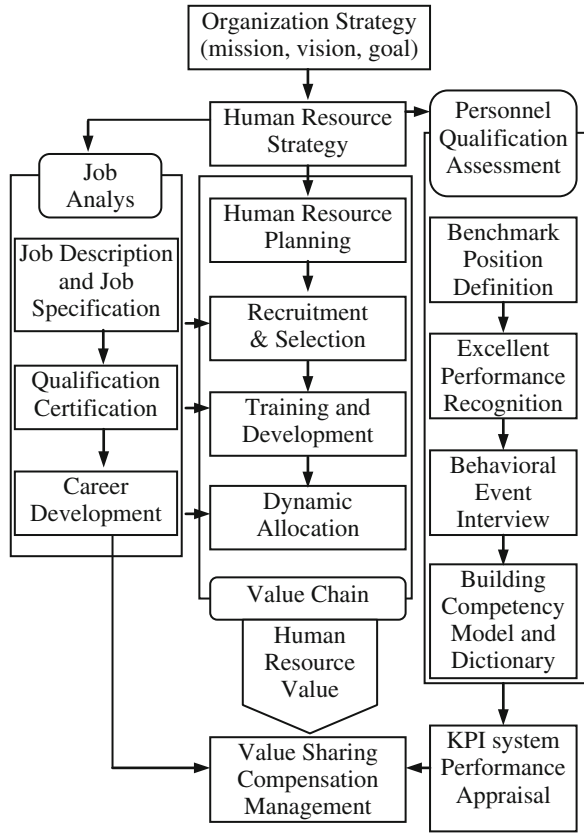 Organization Strategy
(mission, vision, goal)
Human Resource
Strategy
Personnel
Qualification
Assessment
Job
Analys
Job Description
and Job
Specification
Qualification
Certification
Career
Development
Human Resource
Planning
Recruitment
& Selection
Training and
Development
Dynamic
Allocation
Value Chain
Human
Resource
Value
Benchmark
Position
Definition
Excellent
Performance
Recognition
Behavioral
Event
Interview
Building
Competency
Model and
Dictionary
Value Sharing
Compensation
Management
KPI system
Performance
Appraisal